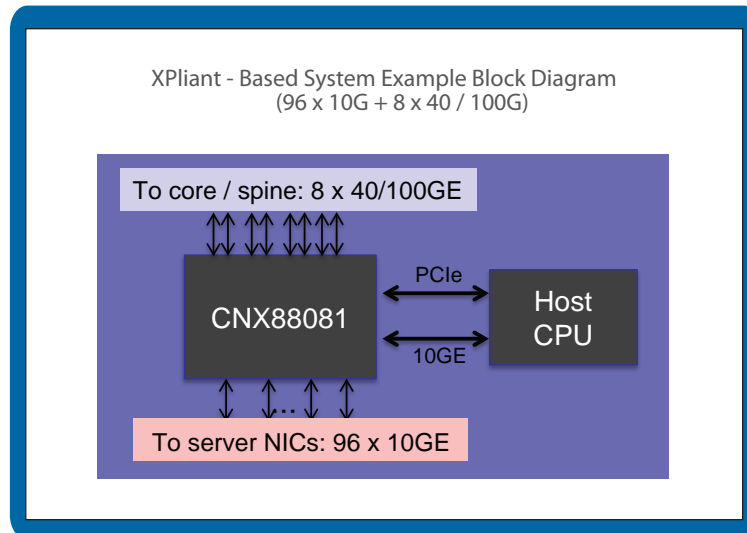 XPliant - Based System Example Block Diagram
(96 x 10G + 8 x 40 / 100G)
To core / spine: 8 x 40/100GE
CNX88081
PCIe
10GE
Host
CPU
...
To server NICs: 96 x 10GE